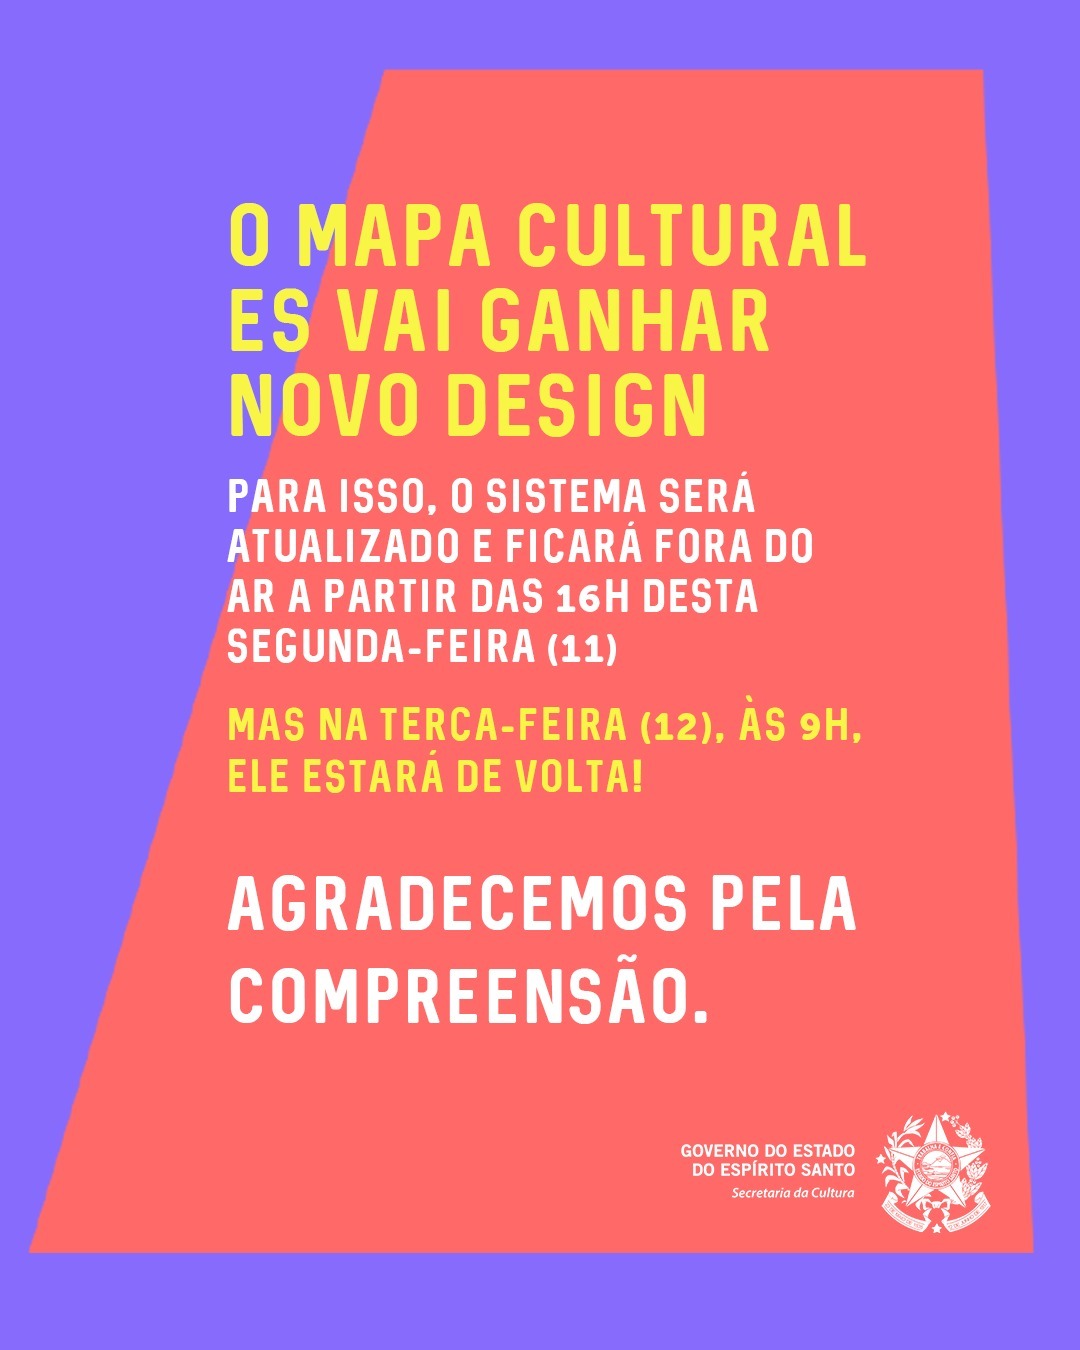 O MAPA CULTURAL
ES VAI GANHAR
NOVO DESIGN
PARA ISSO, O SISTEMA SERÁ
ATUALIZADO E FICARÁ FORA DO
AR A PARTIR DAS 16H DESTA
SEGUNDA-FEIRA (11)
MAS NA TERCA-FEIRA (12), ÀS 9H,
ELE ESTARÁ DE VOLTA!
AGRADECEMOS PELA
COMPREENSÃO.
GOVERNO DO ESTADO
DO ESPÍRITO SANTO
Secretaria da Cultura